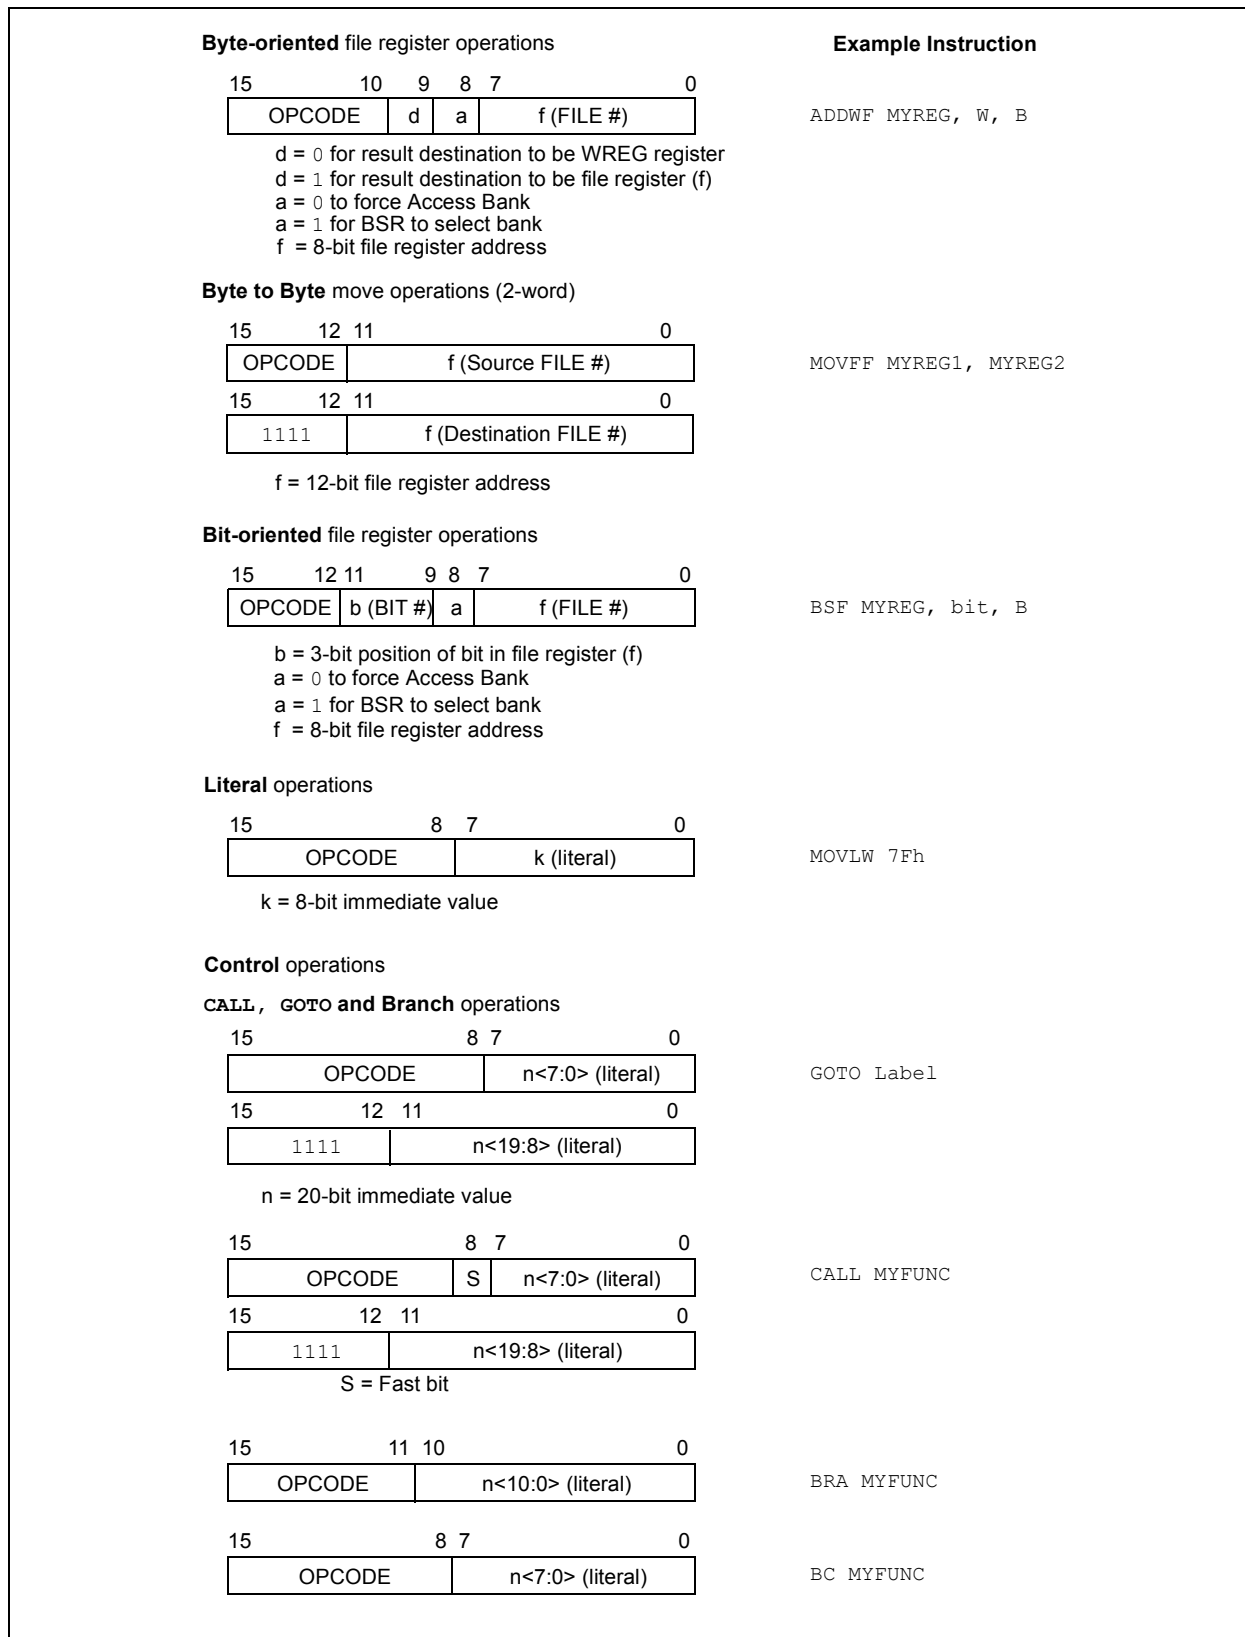 Byte-oriented file register operations Example Instruction
15 10 9 8 7 0
OPCODE d a f (FILE #) ADDWF MYREG, W, B
d = 0 for result destination to be WREG register
d = 1 for result destination to be file register (f)
a = 0 to force Access Bank
a = 1 for BSR to select bank
f = 8-bit file register address
Byte to Byte move operations (2-word)
15 12 11 0
OPCODE f (Source FILE #) MOVFF MYREG1, MYREG2
15 12 11 0
1111 f (Destination FILE #)
f = 12-bit file register address
Bit-oriented file register operations
15 12 11 9 8 7 0
OPCODE b (BIT #) a f (FILE #) BSF MYREG, bit, B
b = 3-bit position of bit in file register (f)
a = 0 to force Access Bank
a = 1 for BSR to select bank
f = 8-bit file register address
Literal operations
15 8 7 0
OPCODE k (literal) MOVLW 7Fh
k = 8-bit immediate value
Control operations
CALL, GOTO and Branch operations
15 8 7 0
OPCODE n<7:0> (literal) GOTO Label
15 12 11 0
1111 n<19:8> (literal)
n = 20-bit immediate value
15 8 7 0
OPCODE S n<7:0> (literal) CALL MYFUNC
15 12 11 0
1111 n<19:8> (literal)
S = Fast bit
15 11 10 0
OPCODE n<10:0> (literal) BRA MYFUNC
15 8 7 0
OPCODE n<7:0> (literal) BC MYFUNC